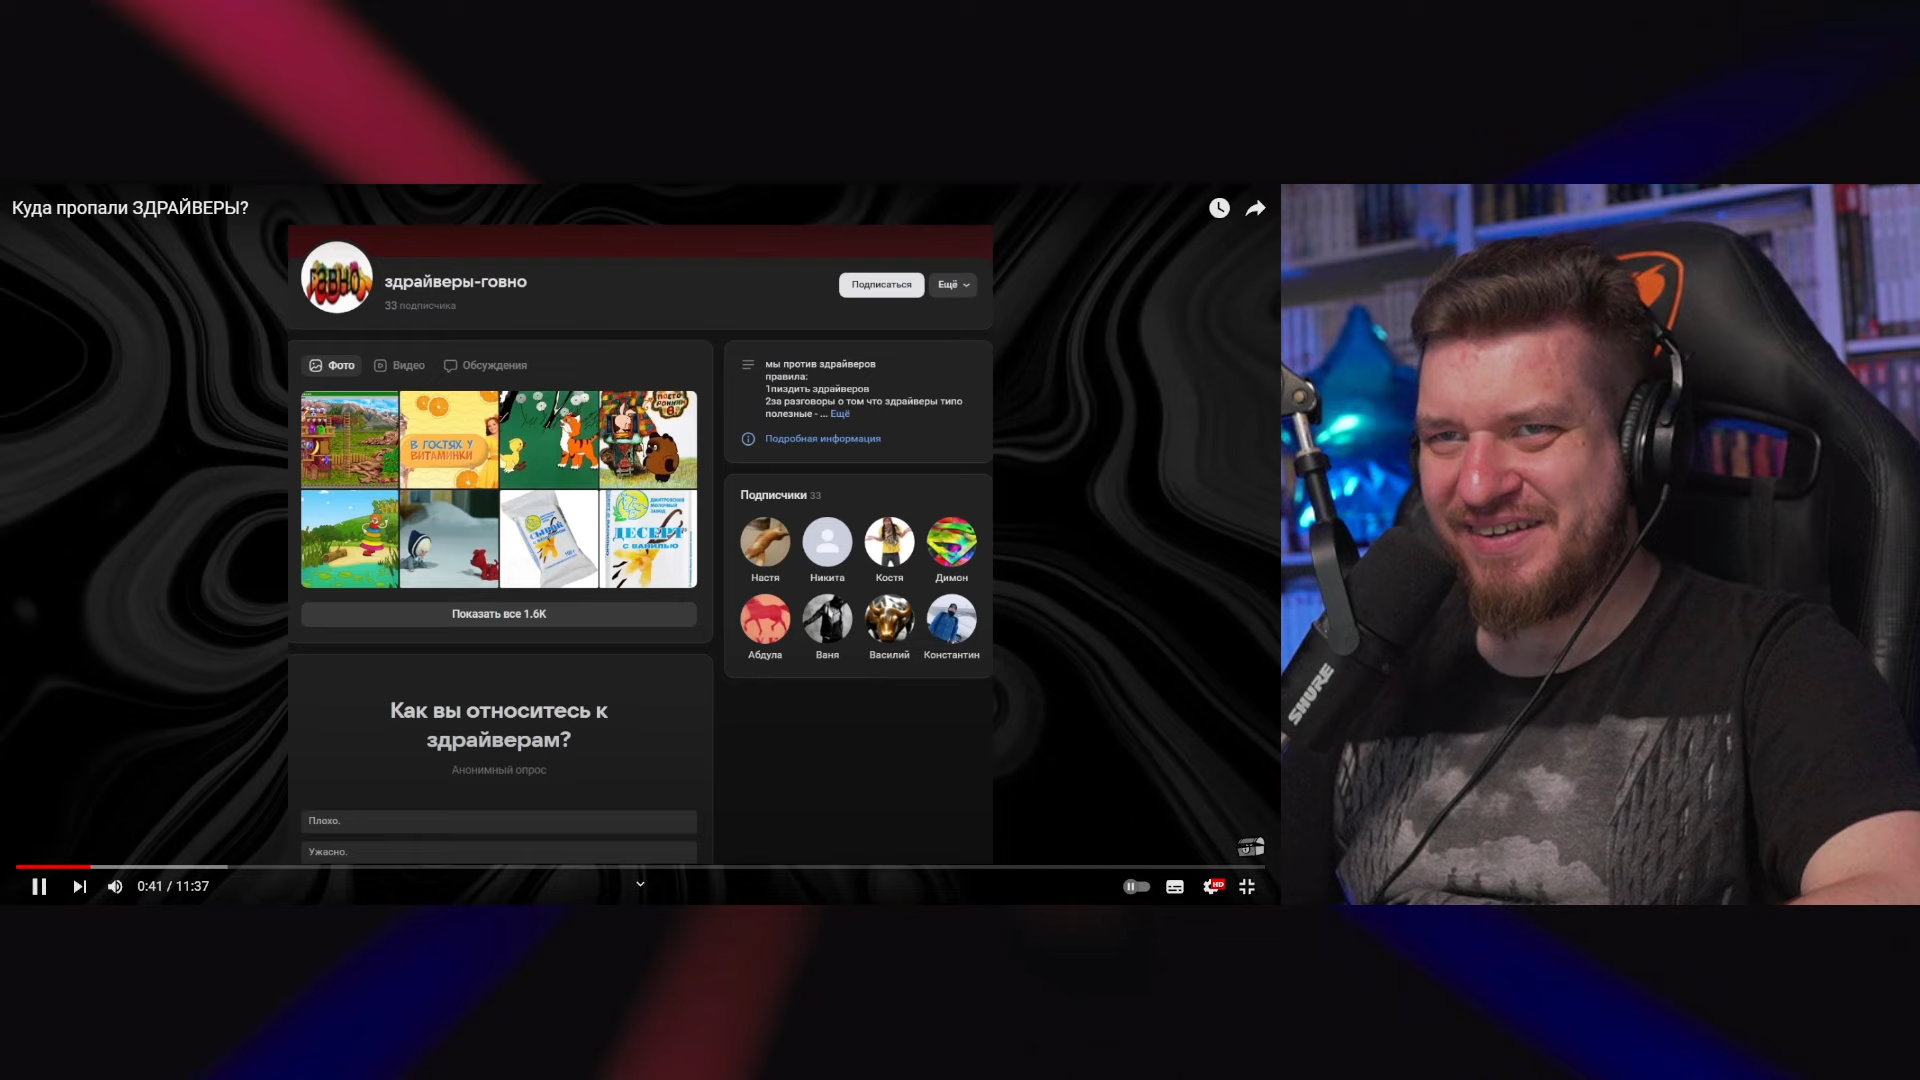 Куда пропали ЗДРАЙВЕРЫ?
ГОВНО
здрайверы-говно
33 подписчика
Подписаться
Ещё
Фото
Видео
Обсуждения
В ГОСТЯХ У
ВИТАМИНКИ
ДЕСЕРТ
С ВАНИЛЬЮ
Показать все 1.6K
мы против здрайверов
правила:
1пиздить здрайверов
2за разговоры о том что здрайверы типо
полезные - ... Ещё
Подробная информация
Подписчики 33
Настя
Никита
Костя
Димон
Абдула
Ваня
Василий
Константин
Как вы относитесь к
здрайверам?
Анонимный опрос
Плохо.
Ужасно.
0:41 / 11:37
HD
SHURE